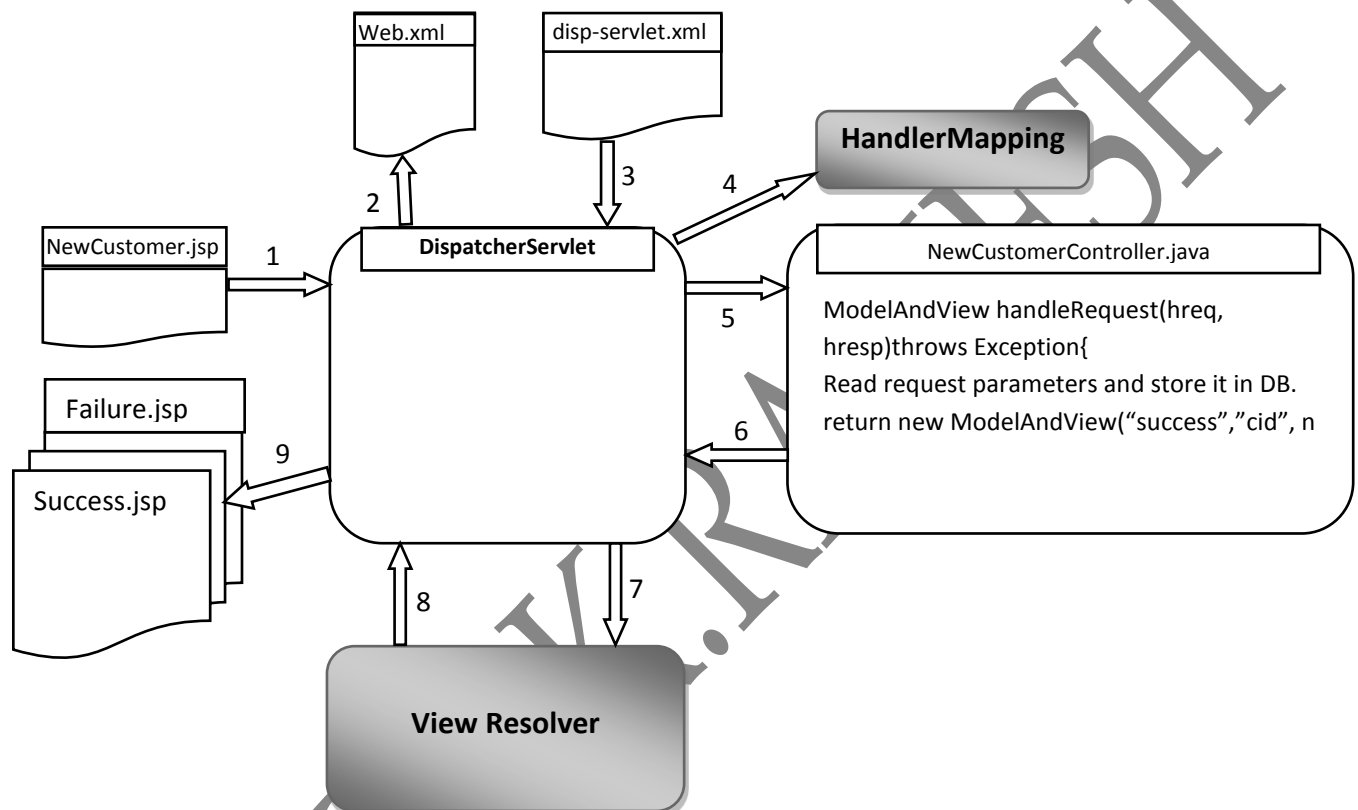 Web.xml
disp-servlet.xml
HandlerMapping
2
3
4
NewCustomer.jsp
1
DispatcherServlet
NewCustomerController.java
5
ModelAndView handleRequest(hreq,
hresp)throws Exception{
Read request parameters and store it in DB.
return new ModelAndView(“success”,”cid”, n
6
Failure.jsp
9
Success.jsp
8
7
View Resolver